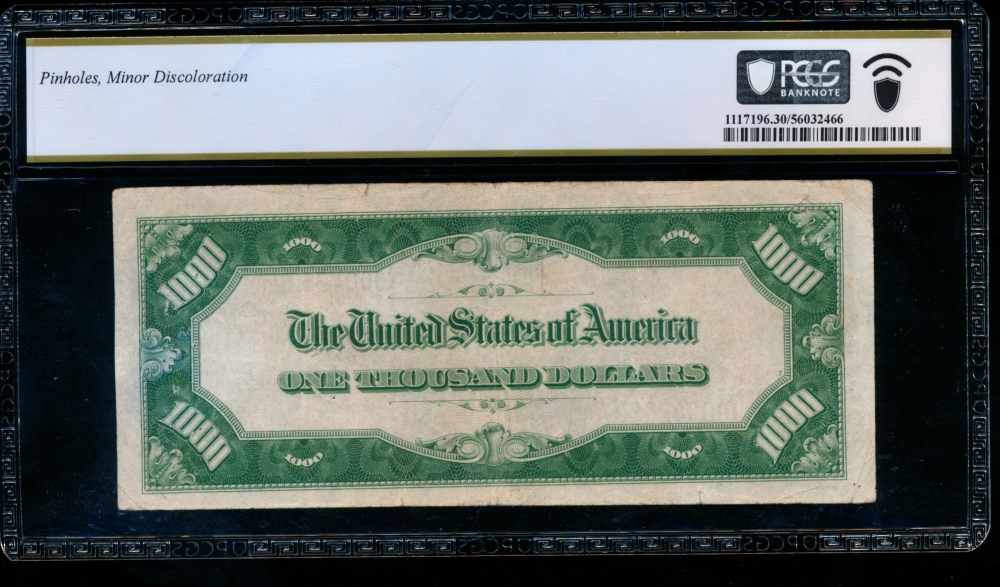 Pinholes, Minor Discoloration
PCGS
BANKNOTE
1117196.30/56032466
1000 1000 1000 1000
The United States of America
ONE THOUSAND DOLLARS
1000 1000 1000 1000